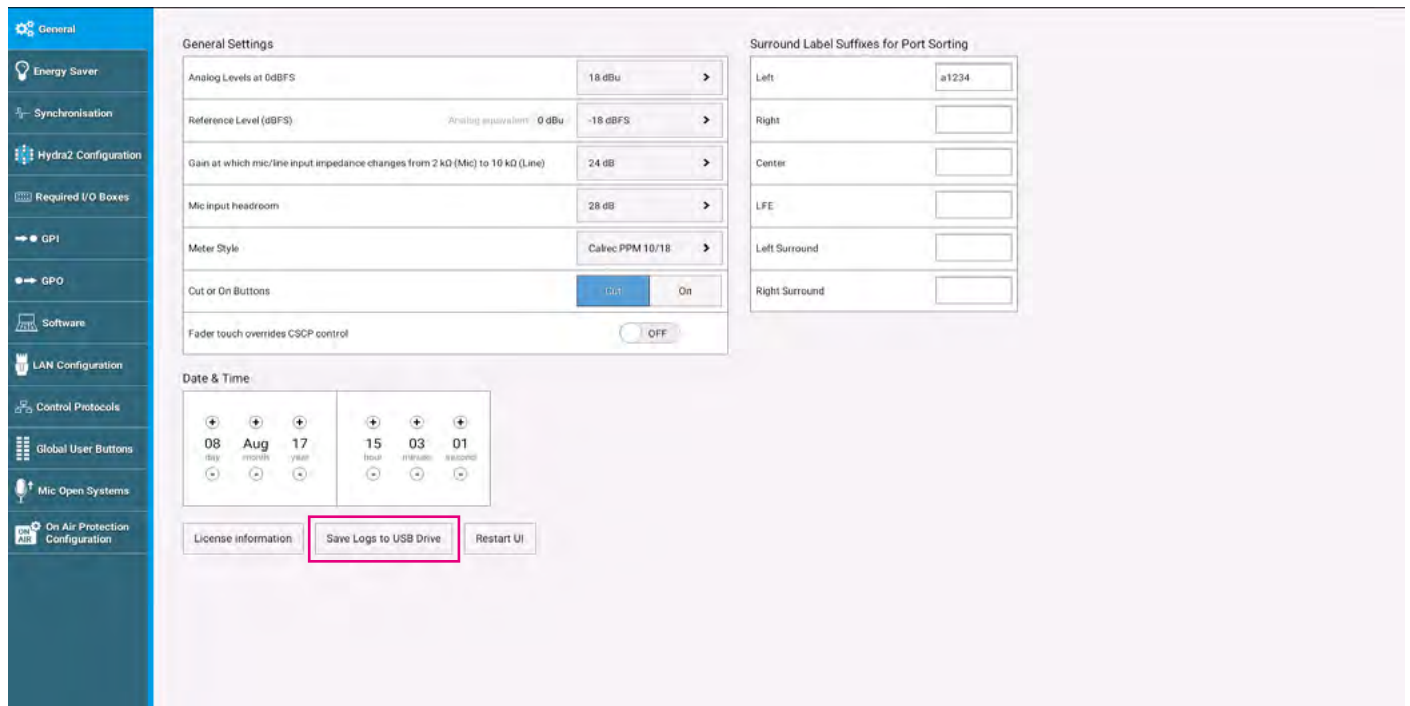 General
Energy Saver
Synchronisation
Hydra2 Configuration
Required I/O Boxes
GPI
GPO
Software
LAN Configuration
Control Protocols
Global User Buttons
Mic Open Systems
ON AIR
On Air Protection
Configuration
General Settings
Analog Levels at 0dBFS 18 dBu
Reference Level (dBFS) Analog equivalent 0 dBu -18 dBFS
Gain at which mic/line input impedance changes from 2 kΩ (Mic) to 10 kΩ (Line) 24 dB
Mic input headroom 28 dB
Meter Style Calrec PPM 10/18
Cut or On Buttons Cut On
Fader touch overrides CSCP control OFF
Surround Label Suffixes for Port Sorting
Left a1234
Right
Center
LFE
Left Surround
Right Surround
Date & Time
08 Aug 17 15 03 01
day month year hour minute second
License information Save Logs to USB Drive Restart UI